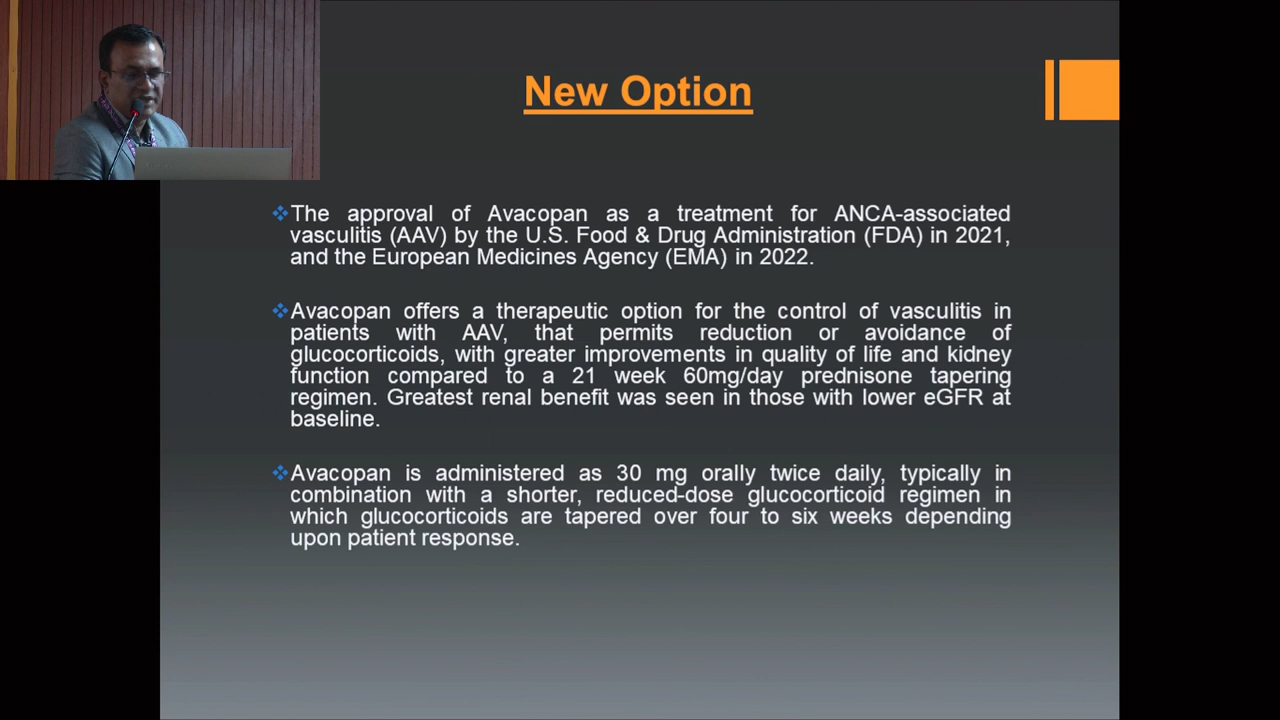 New Option
The approval of Avacopan as a treatment for ANCA-associated
vasculitis (AAV) by the U.S. Food & Drug Administration (FDA) in 2021,
and the European Medicines Agency (EMA) in 2022.
Avacopan offers a therapeutic option for the control of vasculitis in
patients with AAV, that permits reduction or avoidance of
glucocorticoids, with greater improvements in quality of life and kidney
function compared to a 21 week 60mg/day prednisone tapering
regimen. Greatest renal benefit was seen in those with lower eGFR at
baseline.
Avacopan is administered as 30 mg orally twice daily, typically in
combination with a shorter, reduced-dose glucocorticoid regimen in
which glucocorticoids are tapered over four to six weeks depending
upon patient response.